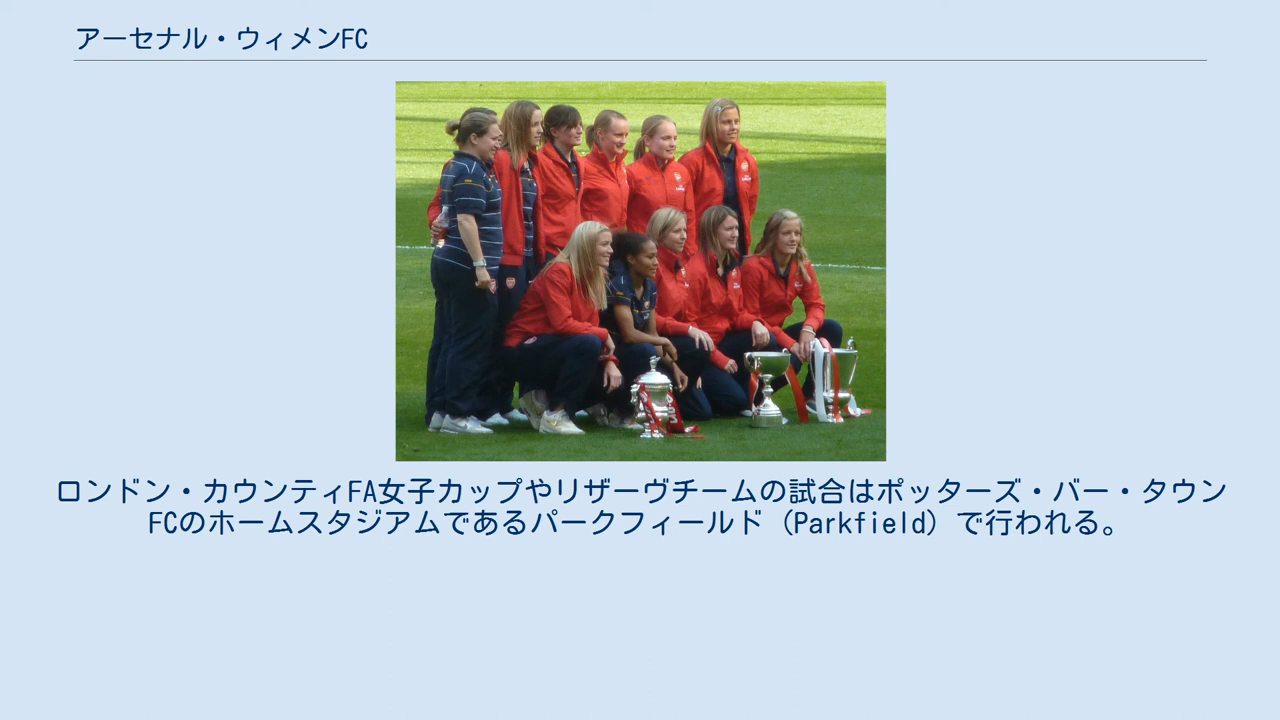 アーセナル・ウィメンFC
ロンドン・カウンティFA女子カップやリザーヴチームの試合はポッターズ・バー・タウン
FCのホームスタジアムであるパークフィールド（Parkfield）で行われる。